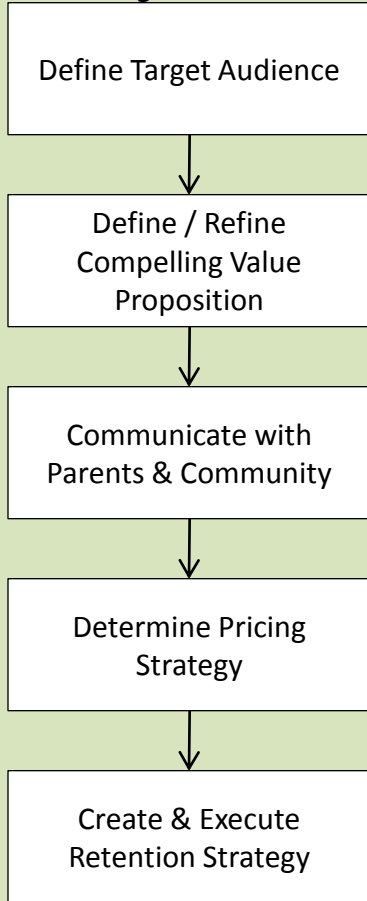 Define Target Audience
Define / Refine
Compelling Value
Proposition
Communicate with
Parents & Community
Determine Pricing
Strategy
Create & Execute
Retention Strategy